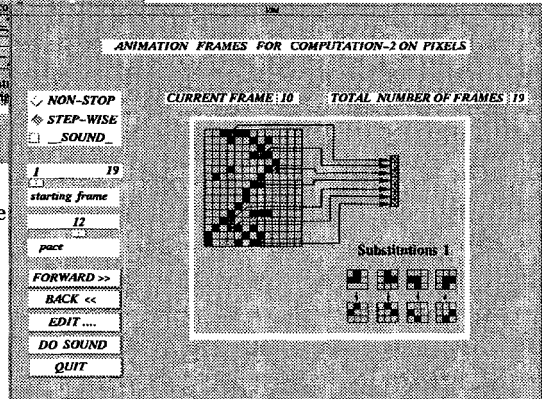 ANIMATION FRAMES FOR COMPUTATION-2 ON PIXELS
CURRENT FRAME : 10 TOTAL NUMBER OF FRAMES : 19
NON-STOP
STEP-WISE
_SOUND_
1 19
starting frame
12
pace
FORWARD >>
BACK <<
EDIT ....
DO SOUND
QUIT
Substitutions 1